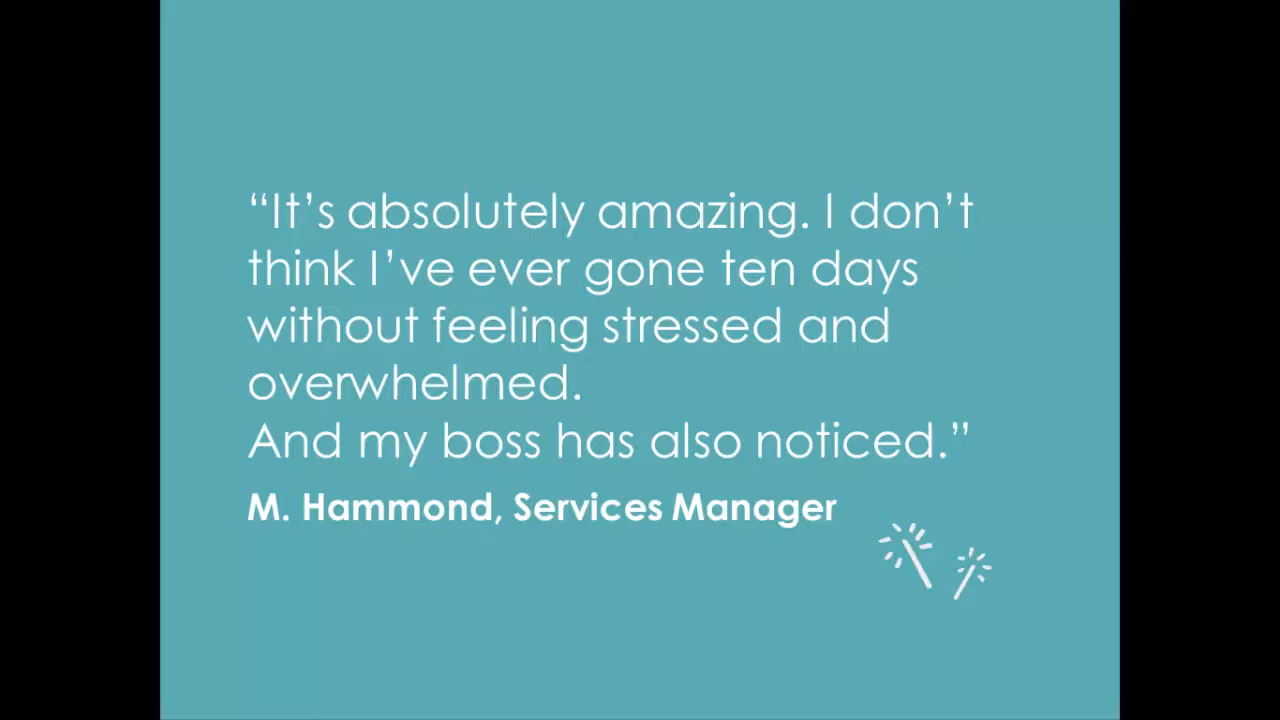 “It’s absolutely amazing. I don’t
think I’ve ever gone ten days
without feeling stressed and
overwhelmed.
And my boss has also noticed.”
M. Hammond, Services Manager